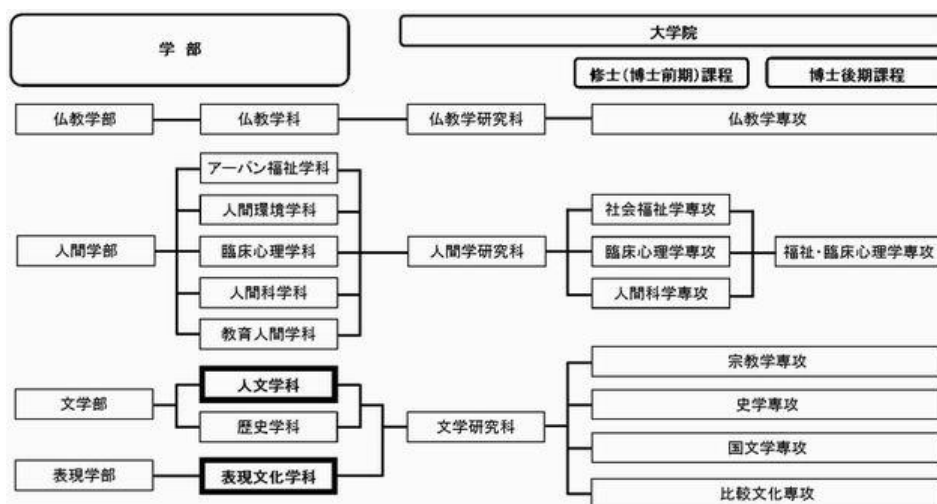 学 部
大学院
修士(博士前期)課程
博士後期課程
仏教学部
仏教学科
仏教学研究科
仏教学専攻
アーバン福祉学科
人間環境学科
社会福祉学専攻
人間学部
臨床心理学科
人間学研究科
臨床心理学専攻
福祉・臨床心理学専攻
人間科学科
人間科学専攻
教育人間学科
人文学科
宗教学専攻
文学部
史学専攻
歴史学科
文学研究科
国文学専攻
表現学部
表現文化学科
比較文化専攻